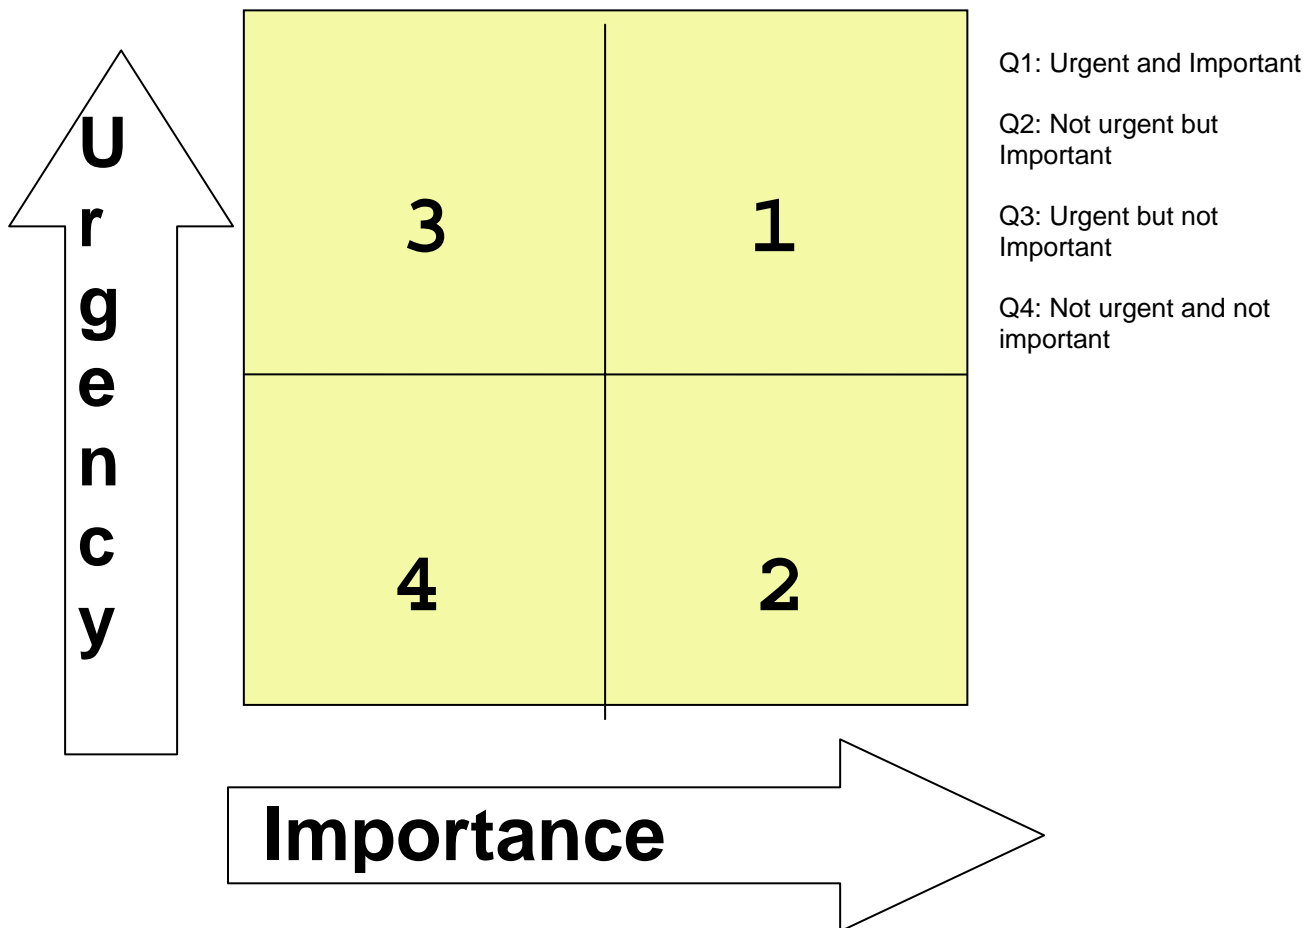 Urgency
3
1
4
2
Importance
Q1: Urgent and Important
Q2: Not urgent but
Important
Q3: Urgent but not
Important
Q4: Not urgent and not
important